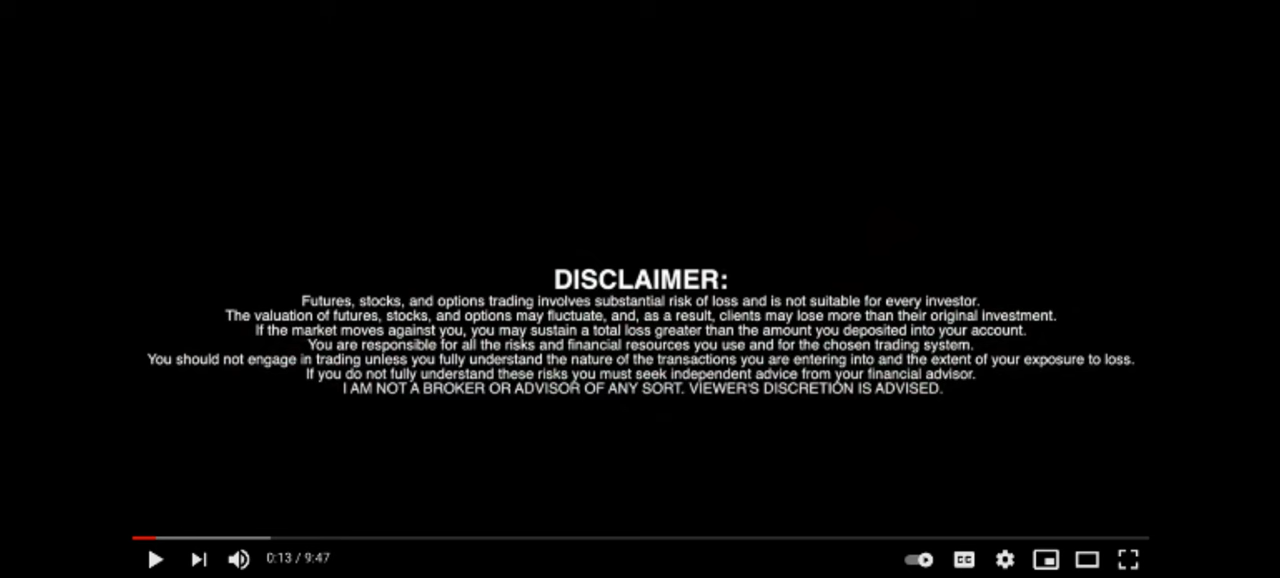 DISCLAIMER:
Futures, stocks, and options trading involves substantial risk of loss and is not suitable for every investor.
The valuation of futures, stocks, and options may fluctuate, and, as a result, clients may lose more than their original investment.
If the market moves against you, you may sustain a total loss greater than the amount you deposited into your account.
You are responsible for all the risks and financial resources you use and for the chosen trading system.
You should not engage in trading unless you fully understand the nature of the transactions you are entering into and the extent of your exposure to loss.
If you do not fully understand these risks you must seek independent advice from your financial advisor.
I AM NOT A BROKER OR ADVISOR OF ANY SORT. VIEWER'S DISCRETION IS ADVISED.
0:13 / 9:47
CC